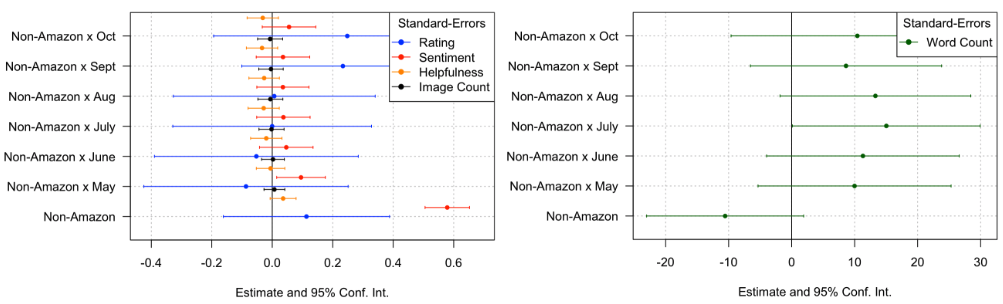 Non-Amazon x Oct
Non-Amazon x Sept
Non-Amazon x Aug
Non-Amazon x July
Non-Amazon x June
Non-Amazon x May
Non-Amazon
Standard-Errors
Rating
Sentiment
Helpfulness
Image Count
-0.4 -0.2 0.0 0.2 0.4 0.6
Estimate and 95% Conf. Int.
Non-Amazon x Oct
Non-Amazon x Sept
Non-Amazon x Aug
Non-Amazon x July
Non-Amazon x June
Non-Amazon x May
Non-Amazon
Standard-Errors
Word Count
-20 -10 0 10 20 30
Estimate and 95% Conf. Int.